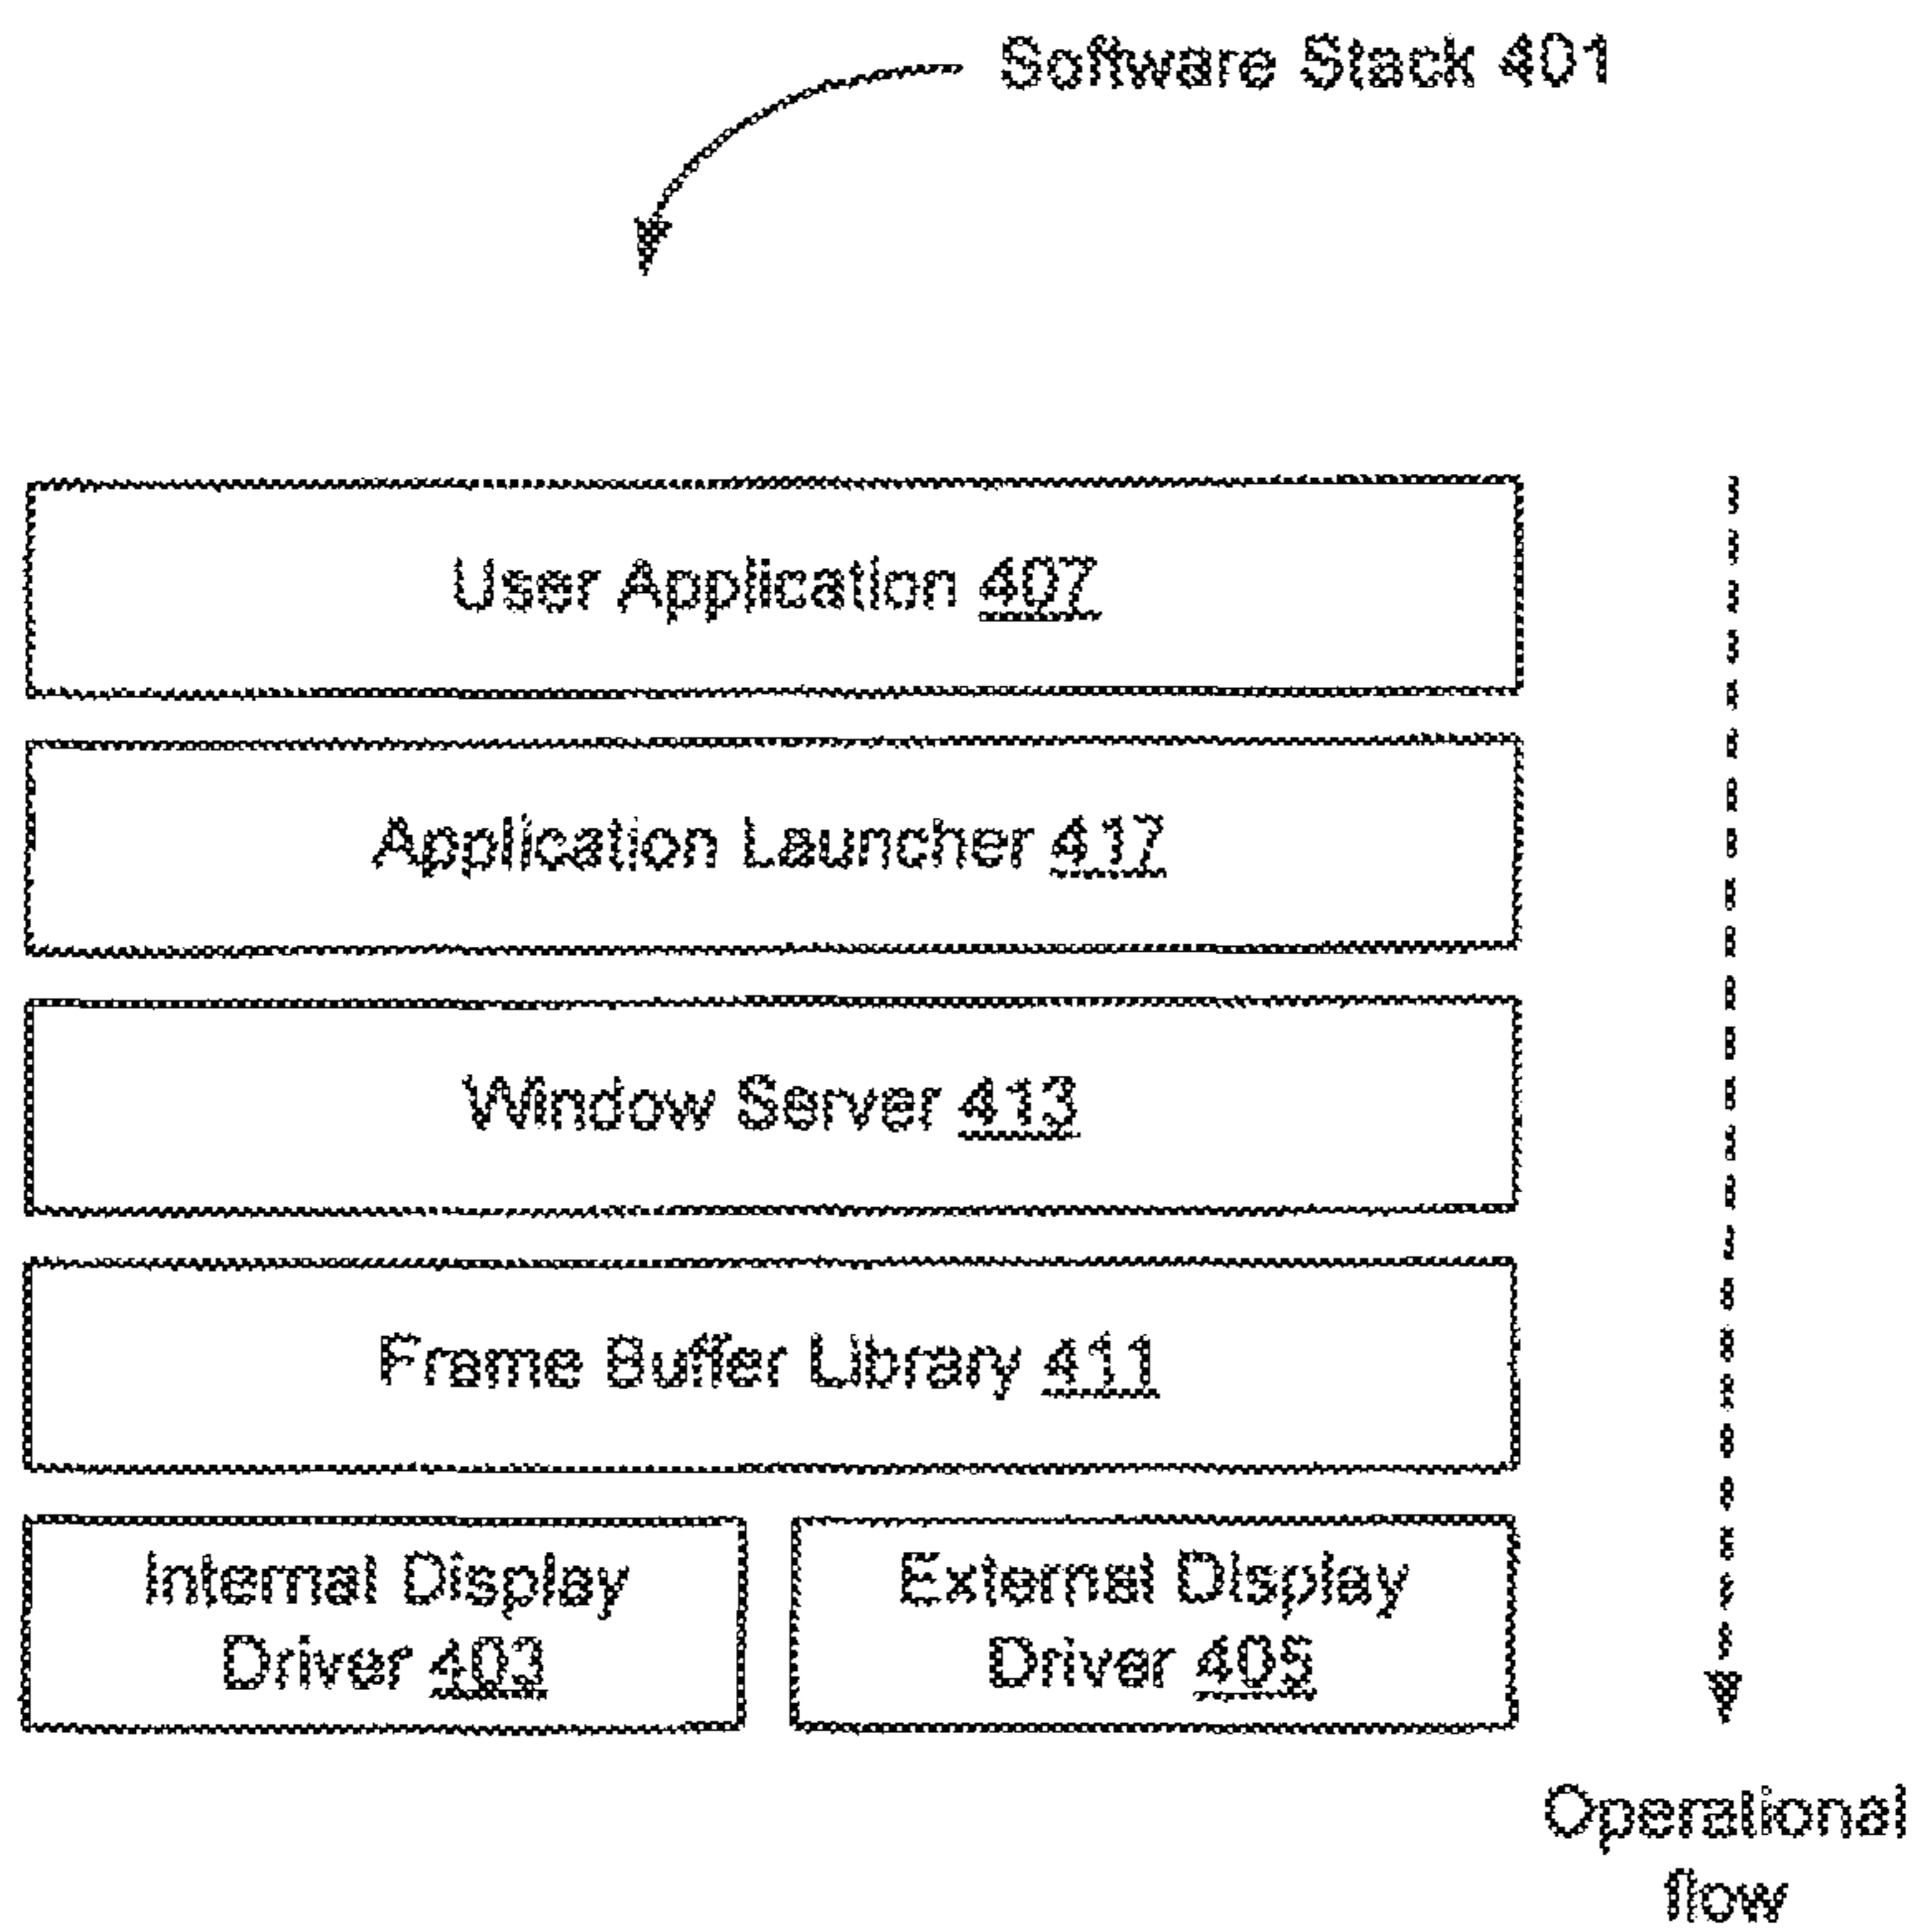 Software Stack 401
User Application 407
Application Launcher 417
Window Server 413
Frame Buffer Library 411
Internal Display
Driver 403
External Display
Driver 405
Operational
flow